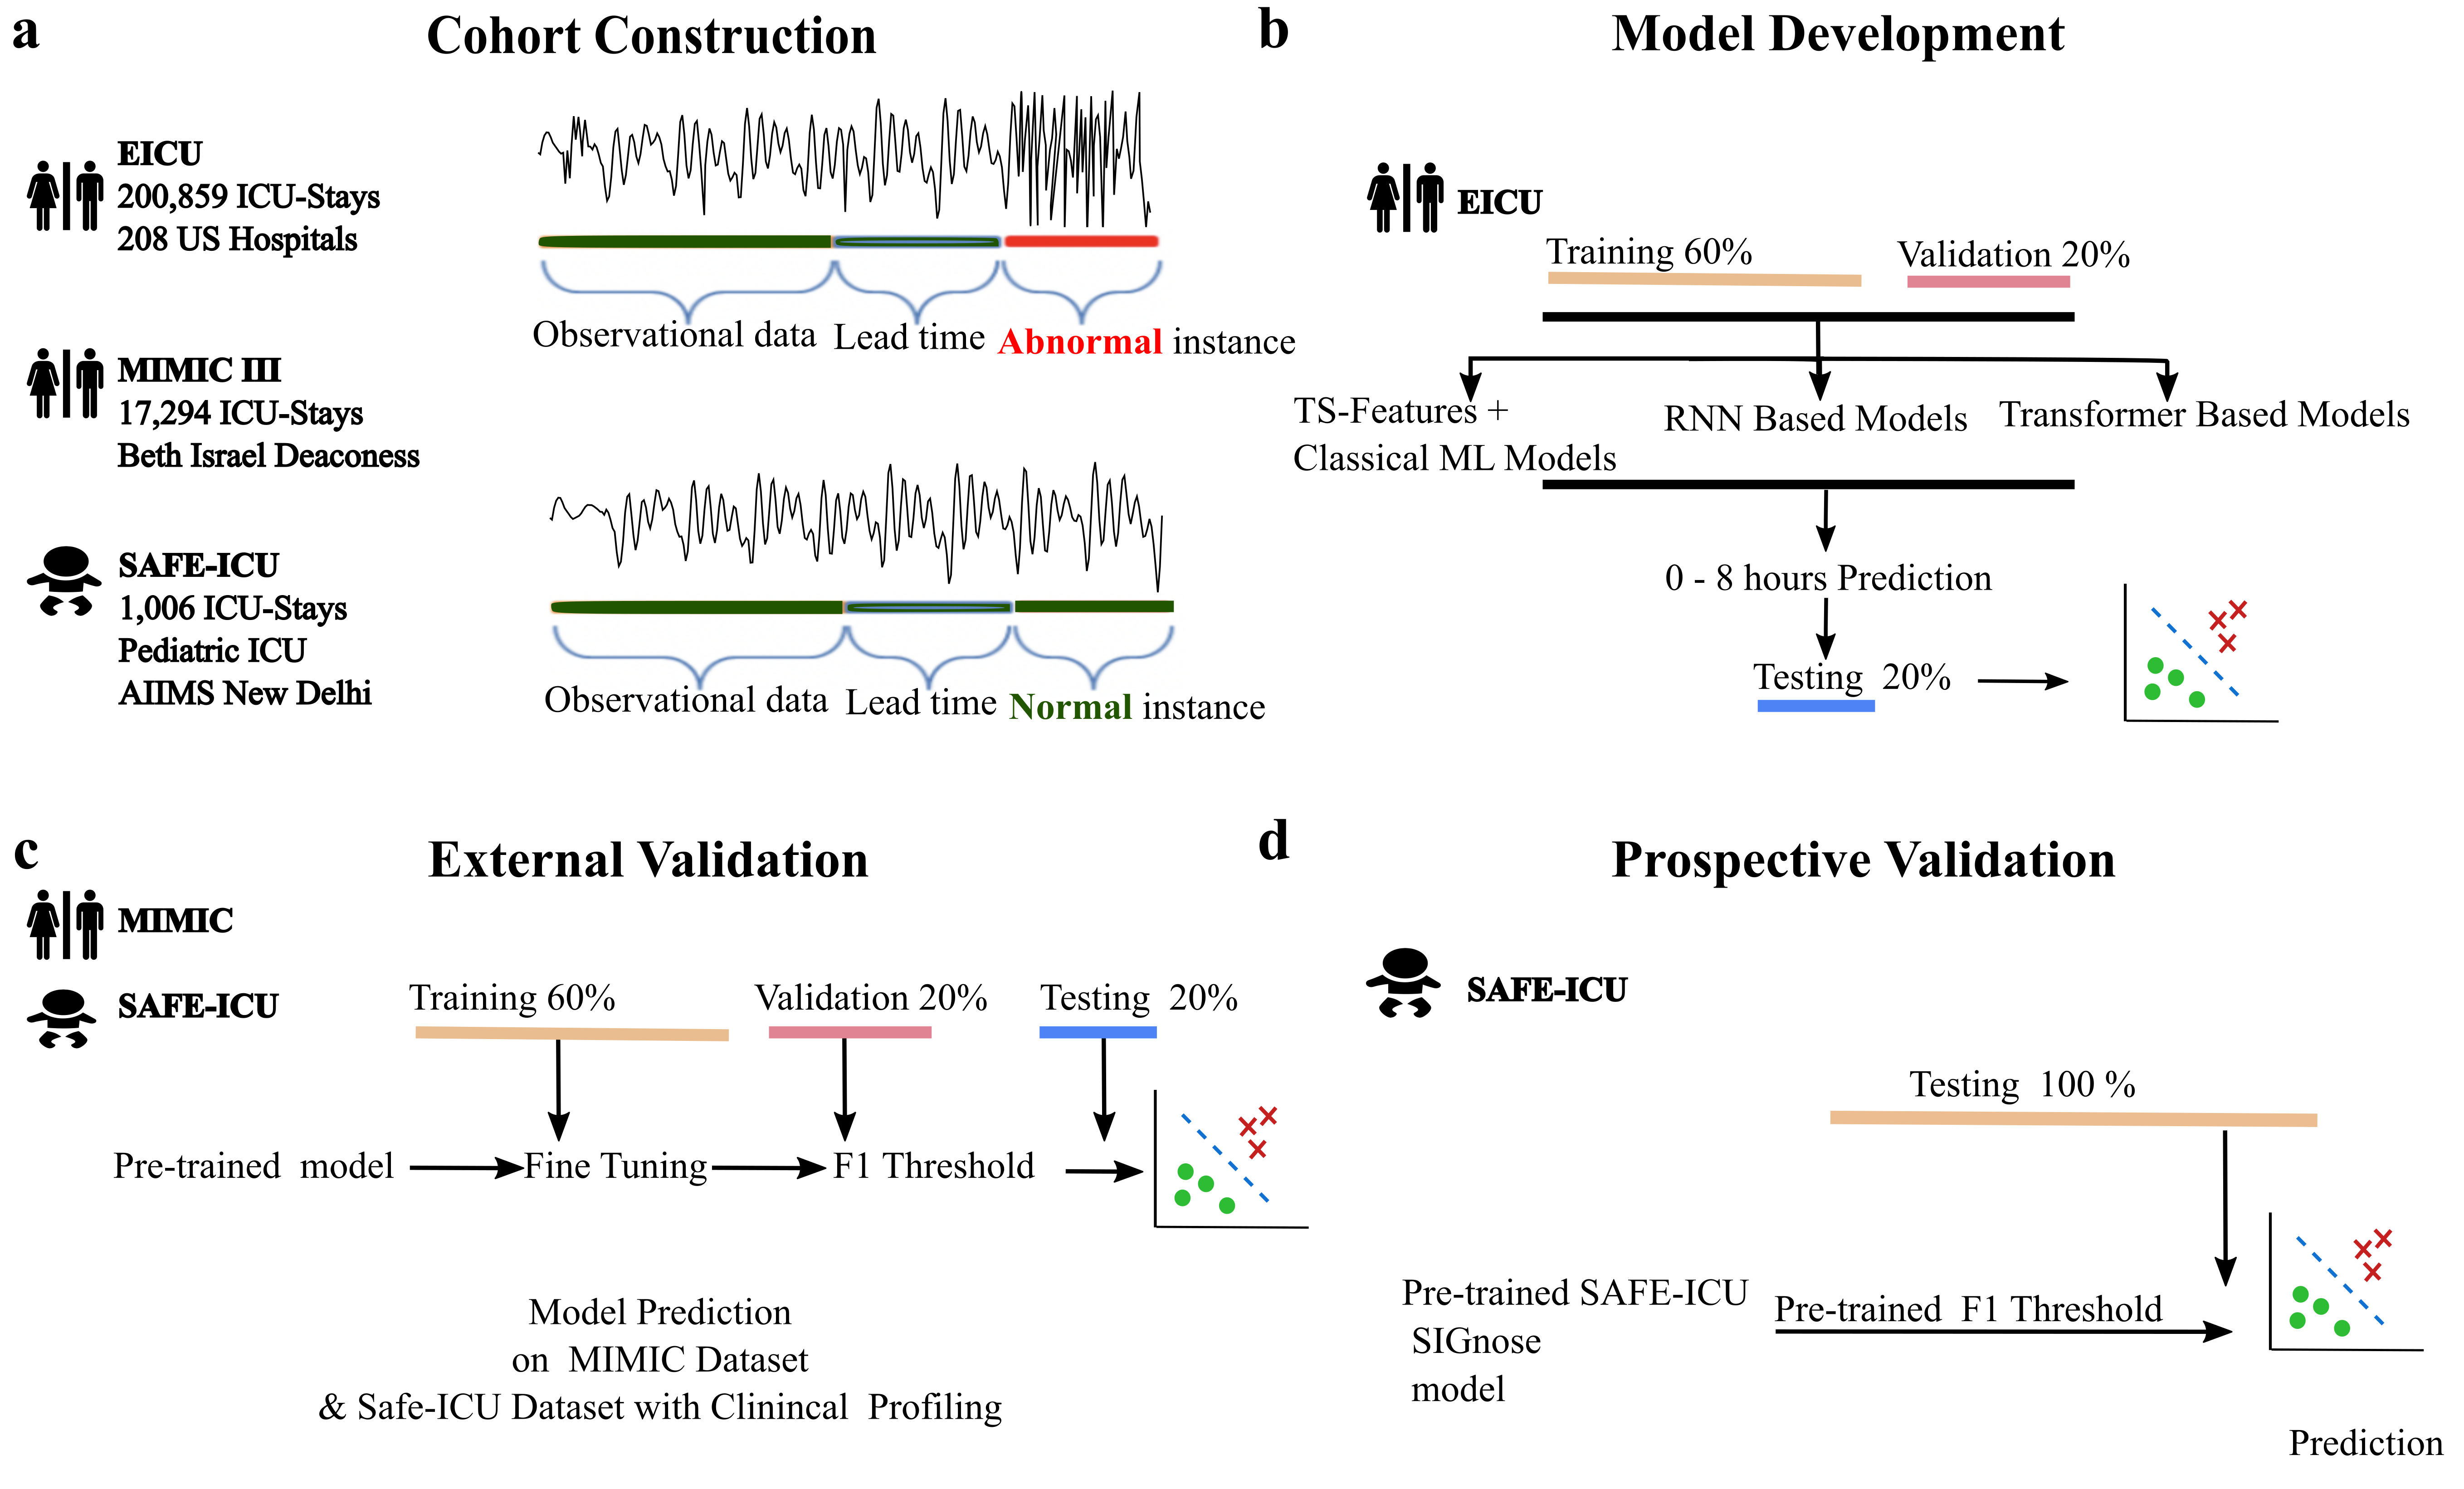 a
Cohort Construction
EICU
200,859 ICU-Stays
208 US Hospitals
Observational data
Lead time
Abnormal instance
MIMIC III
17,294 ICU-Stays
Beth Israel Deaconess
SAFE-ICU
1,006 ICU-Stays
Pediatric ICU
AIIMS New Delhi
Observational data
Lead time
Normal instance
b
Model Development
EICU
Training 60%
Validation 20%
TS-Features +
Classical ML Models
RNN Based Models
Transformer Based Models
0 - 8 hours Prediction
Testing 20%
c
External Validation
MIMIC
SAFE-ICU
Training 60%
Validation 20%
Testing 20%
Pre-trained model
Fine Tuning
F1 Threshold
Model Prediction
on MIMIC Dataset
& Safe-ICU Dataset with Clinincal Profiling
d
Prospective Validation
SAFE-ICU
Testing 100 %
Pre-trained SAFE-ICU
SIGnose
model
Pre-trained F1 Threshold
Prediction